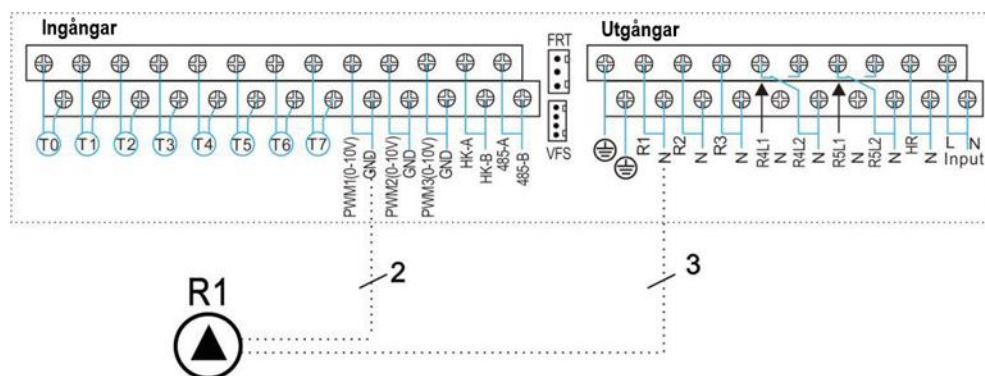 Ingångar
Utgångar
FRT
VFS
T0
T1
T2
T3
T4
T5
T6
T7
PWM1(0-10V)
GND
PWM2(0-10V)
GND
PWM3(0-10V)
GND
HK-A
HK-B
485-A
485-B
R1
N
R2
N
R3
N
R4L1
N
R4L2
N
R5L1
N
R5L2
N
HR
N
L
N
Input
2
3
R1